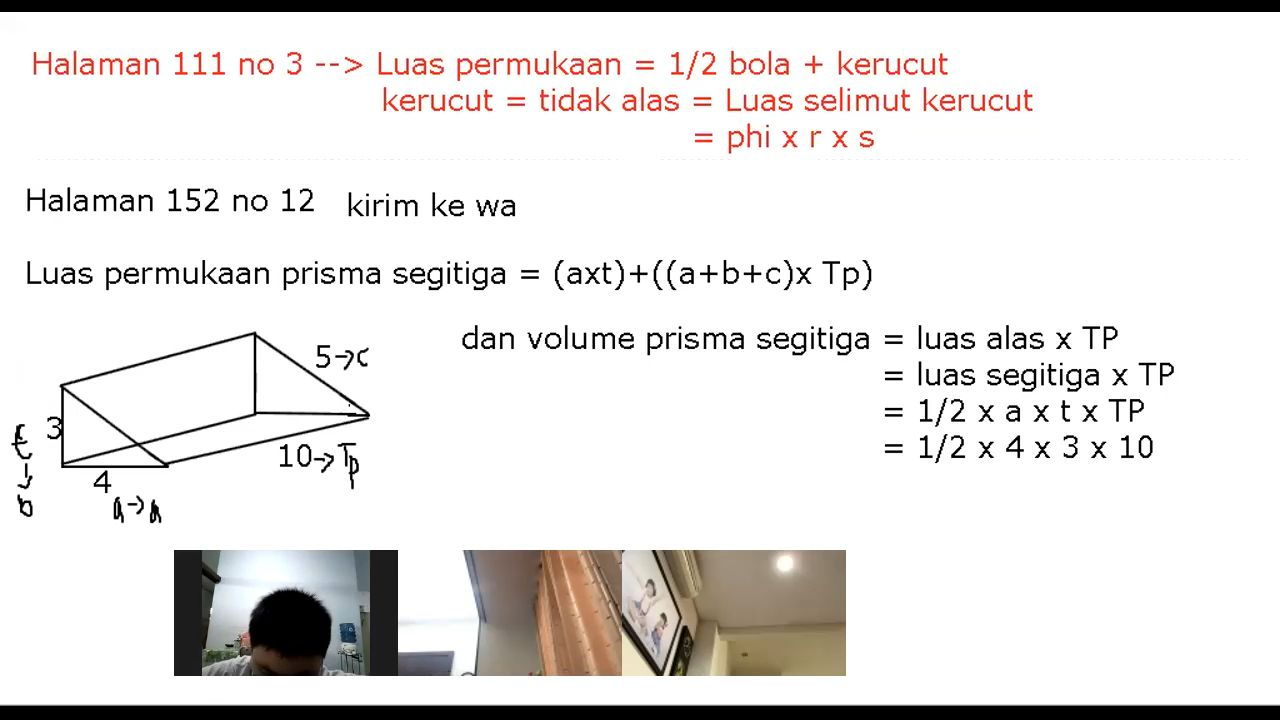 Halaman 111 no 3 --> Luas permukaan = 1/2 bola + kerucut
kerucut = tidak alas = Luas selimut kerucut
= phi x r x s
Halaman 152 no 12 kirim ke wa
Luas permukaan prisma segitiga = (axt)+((a+b+c)x Tp)
dan volume prisma segitiga = luas alas x TP
= luas segitiga x TP
= 1/2 x a x t x TP
= 1/2 x 4 x 3 x 10
5→c
t 3
↓
b
10→Tp
4
a→a